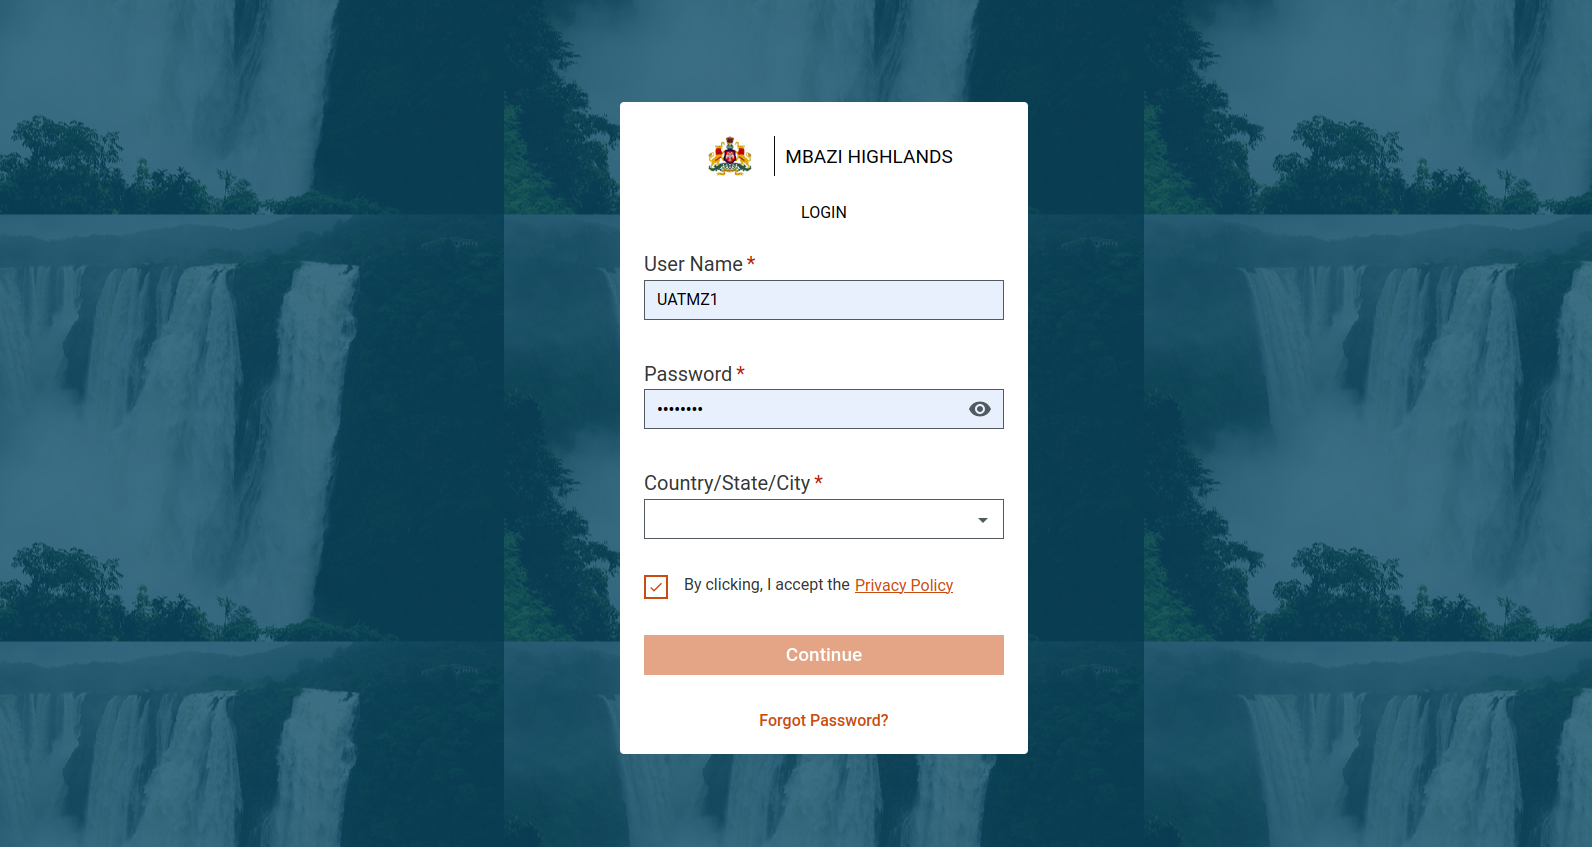 MBAZI HIGHLANDS
LOGIN
User Name *
UATMZ1
Password *
••••••••
Country/State/City *
By clicking, I accept the Privacy Policy
Continue
Forgot Password?